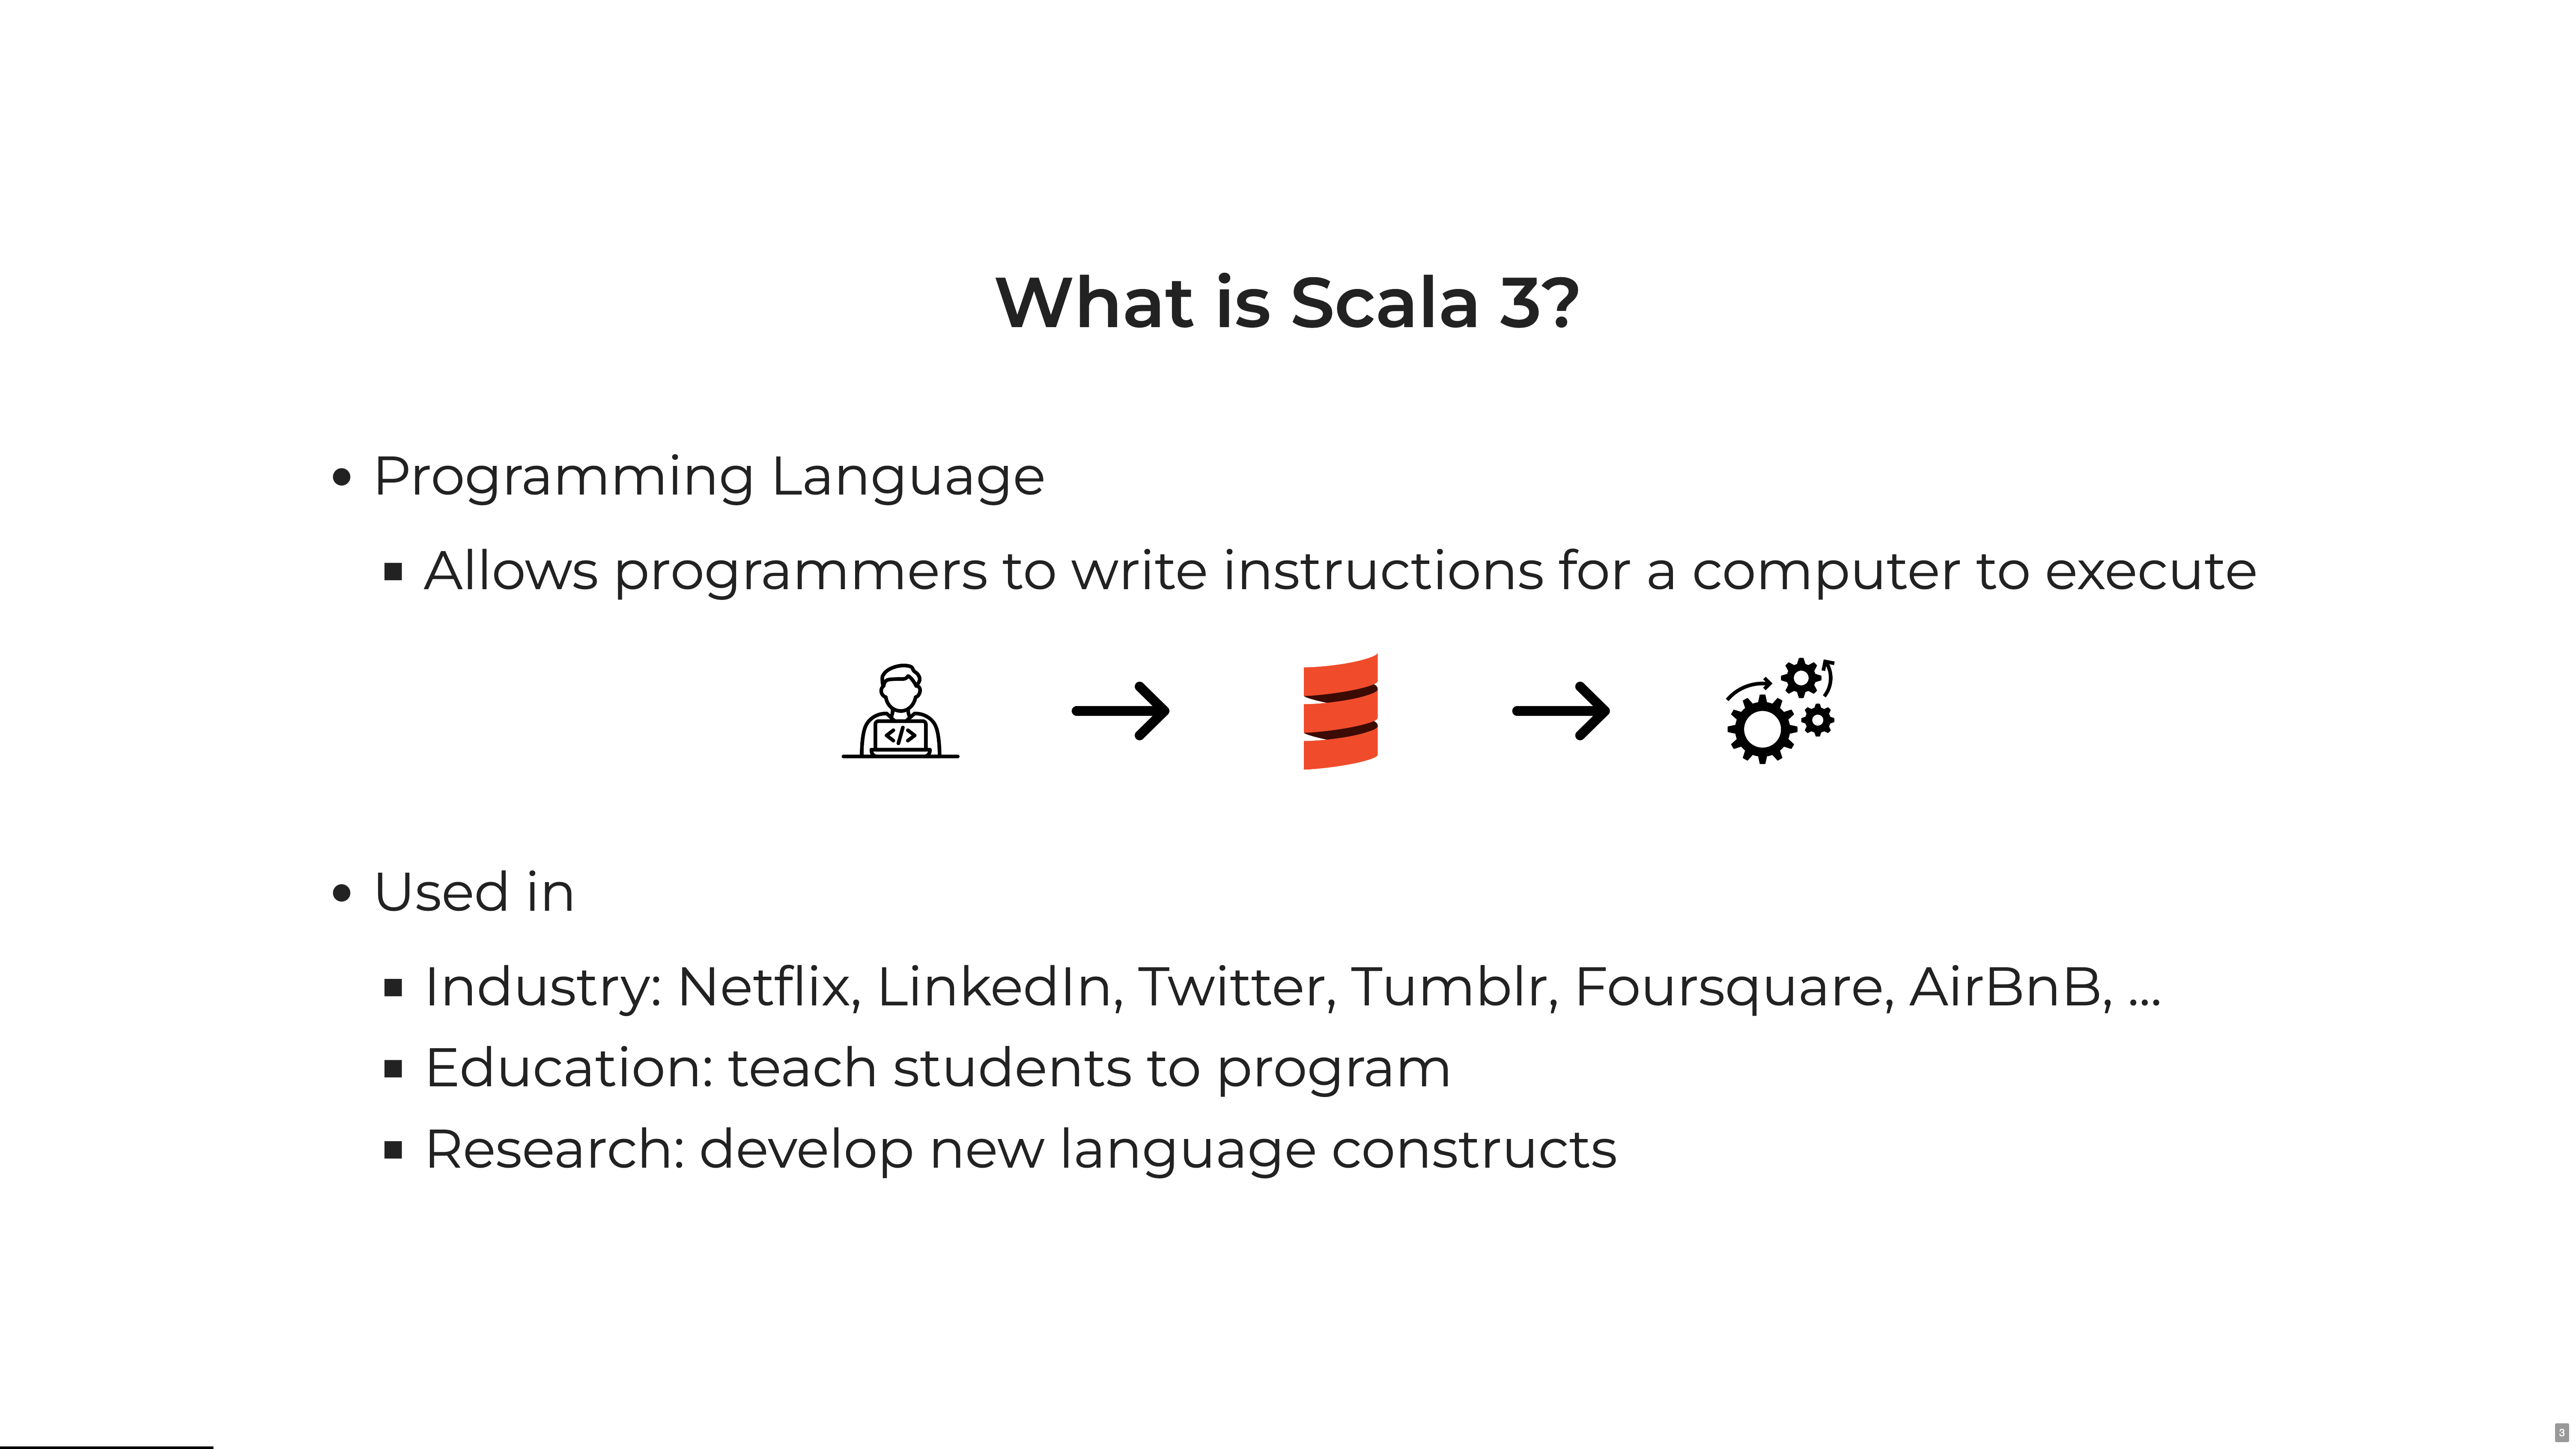 What is Scala 3?
Programming Language
Allows programmers to write instructions for a computer to execute
</>
Used in
Industry: Netflix, LinkedIn, Twitter, Tumblr, Foursquare, AirBnB, ...
Education: teach students to program
Research: develop new language constructs
3